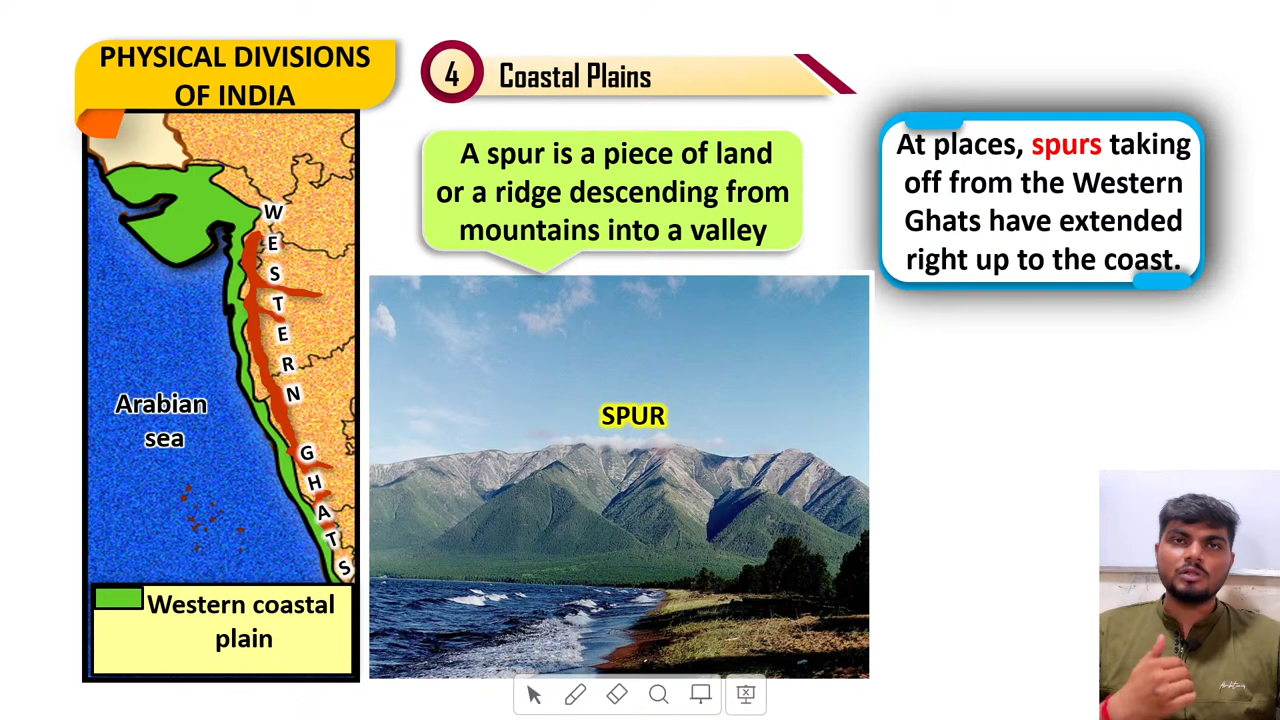 PHYSICAL DIVISIONS
OF INDIA
4
Coastal Plains
A spur is a piece of land
or a ridge descending from
mountains into a valley
At places, spurs taking
off from the Western
Ghats have extended
right up to the coast.
WESTERN GHATS
Arabian
sea
Western coastal
plain
SPUR